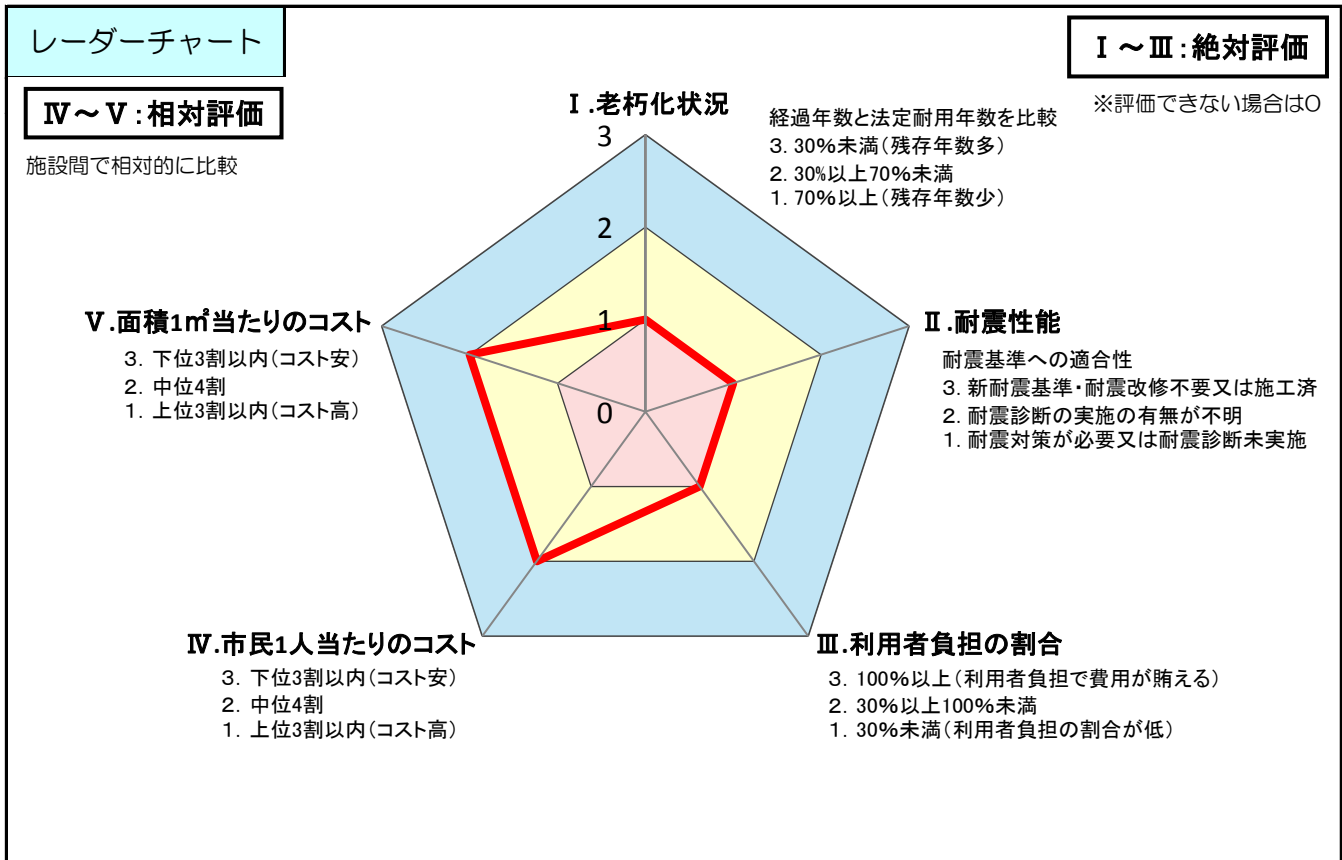 レーダーチャート
Ⅰ～Ⅲ:絶対評価
※評価できない場合は0
Ⅳ～Ⅴ:相対評価
施設間で相対的に比較
Ⅰ.老朽化状況
経過年数と法定耐用年数を比較
3. 30%未満(残存年数多)
2. 30%以上70%未満
1. 70%以上(残存年数少)
3
2
1
0
Ⅱ.耐震性能
耐震基準への適合性
3. 新耐震基準・耐震改修不要又は施工済
2. 耐震診断の実施の有無が不明
1. 耐震対策が必要又は耐震診断未実施
Ⅴ.面積1㎡当たりのコスト
3. 下位3割以内(コスト安)
2. 中位4割
1. 上位3割以内(コスト高)
Ⅳ.市民1人当たりのコスト
3. 下位3割以内(コスト安)
2. 中位4割
1. 上位3割以内(コスト高)
Ⅲ.利用者負担の割合
3. 100%以上(利用者負担で費用が賄える)
2. 30%以上100%未満
1. 30%未満(利用者負担の割合が低)